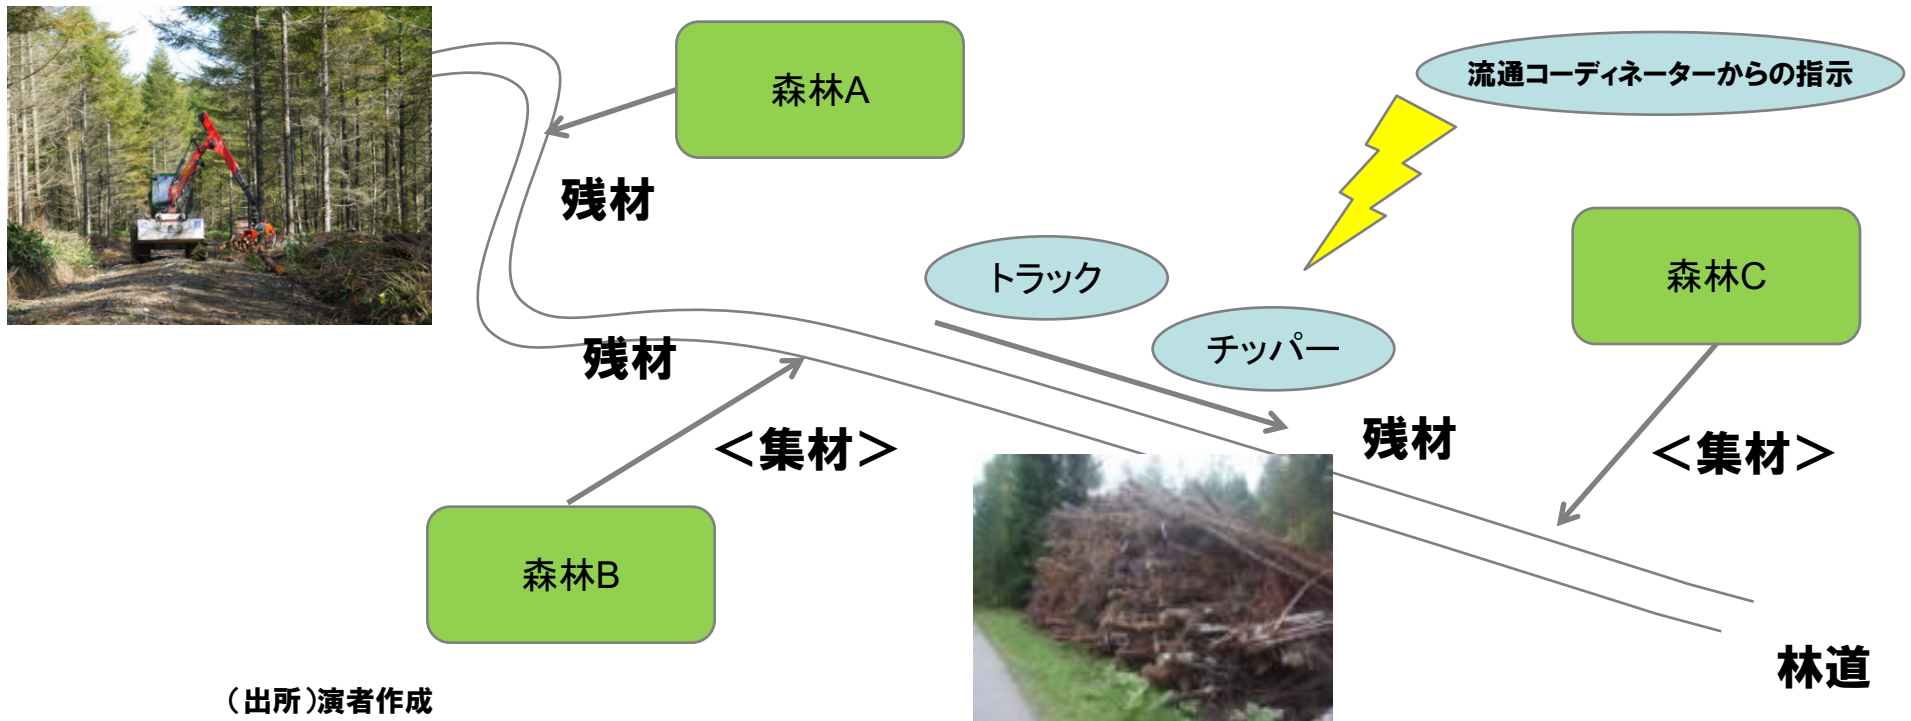 森林A
流通コーディネーターからの指示
残材
トラック
森林C
チッパー
残材
残材
＜集材＞
＜集材＞
森林B
林道
（出所）演者作成